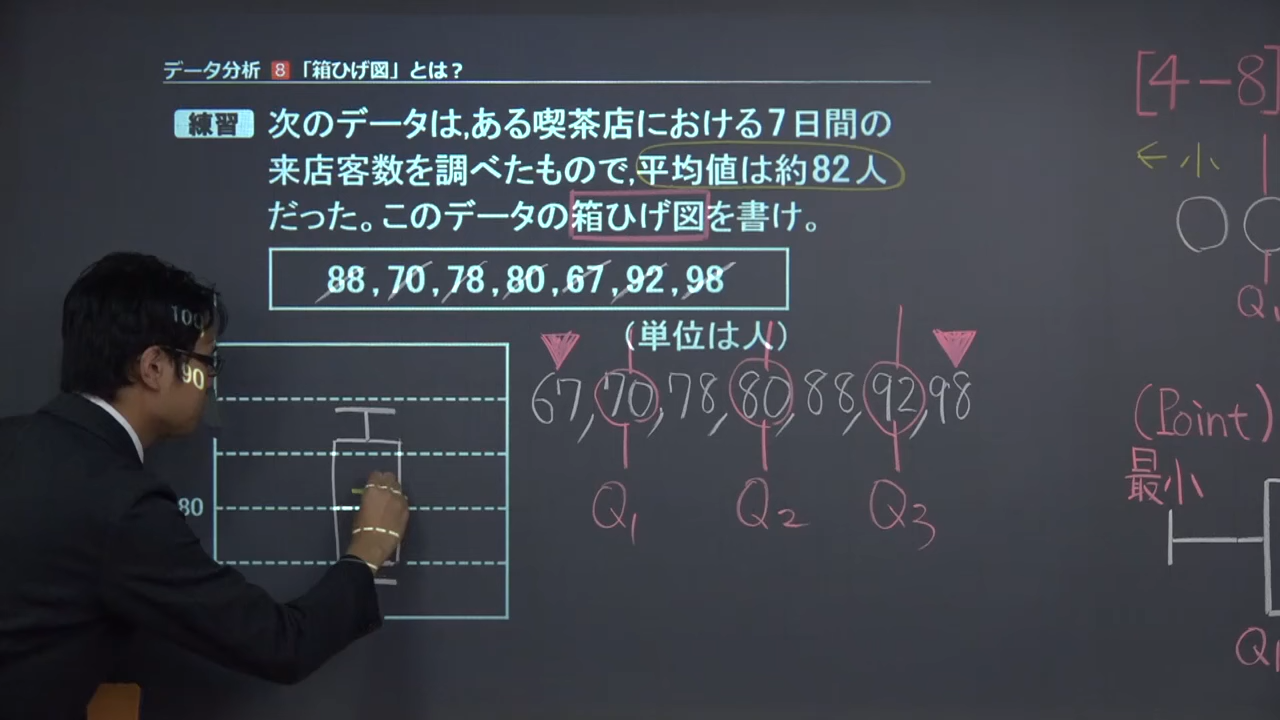 データ分析 8 「箱ひげ図」とは？
練習 次のデータは,ある喫茶店における7日間の
来店客数を調べたもので,平均値は約82人
だった。このデータの箱ひげ図を書け。
88,70,78,80,67,92,98
(単位は人)
100
90
80
67,70,78,80,88,92,98
Q1 Q2 Q3
[4-8]
←小
Q1
(Point)
最小
Q1